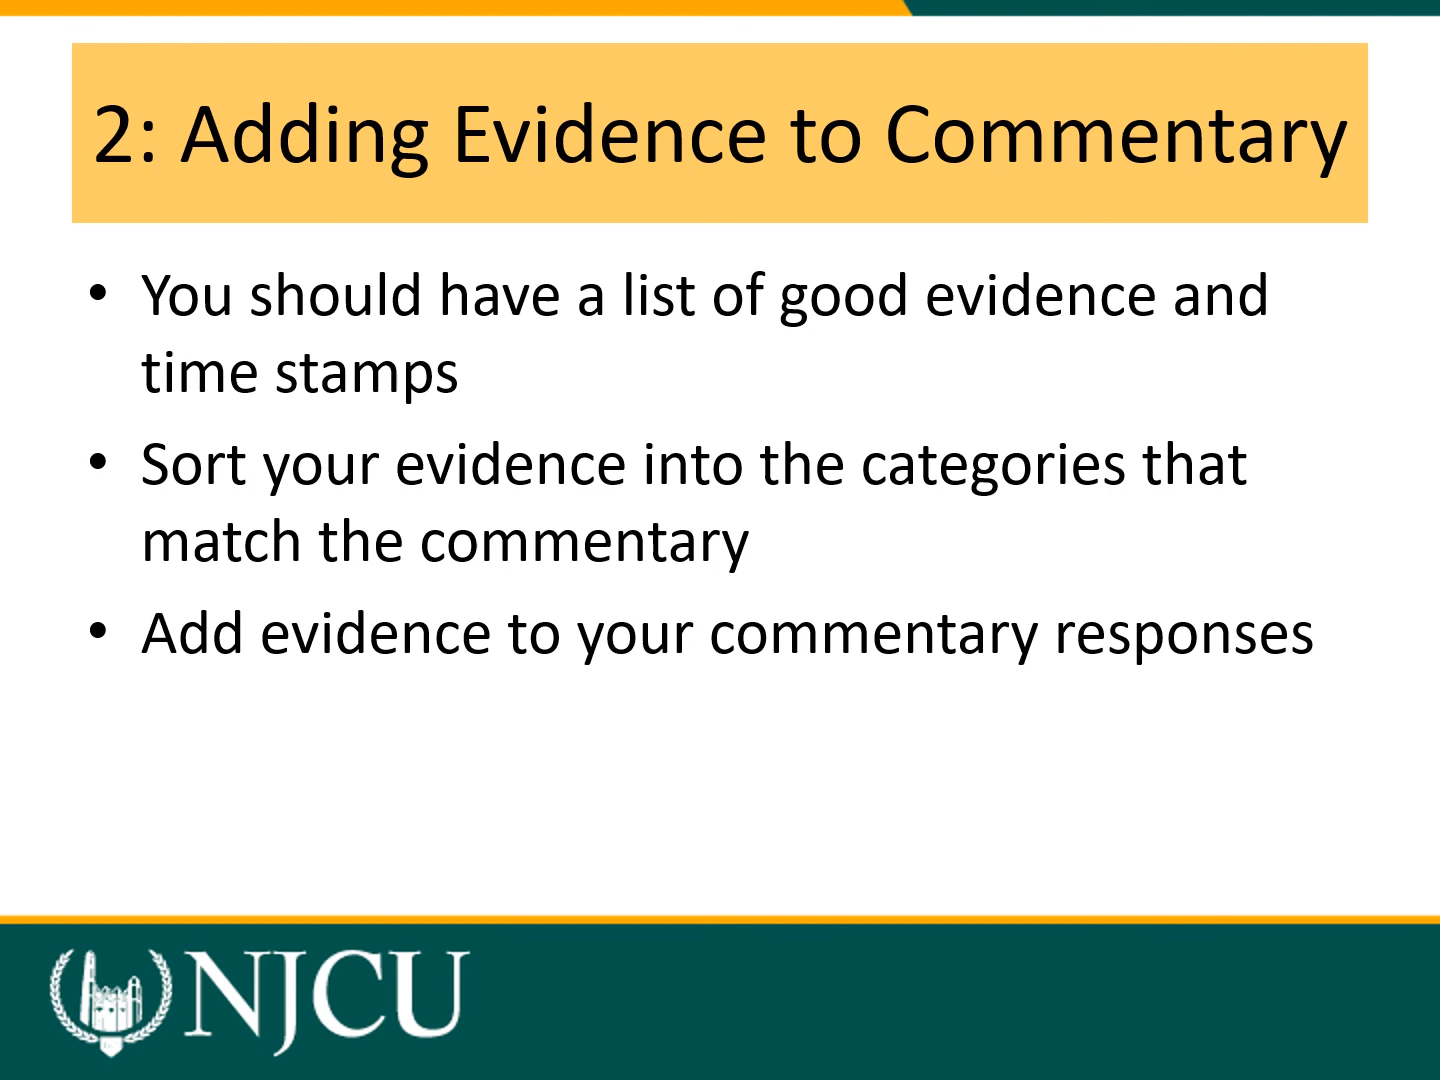 2: Adding Evidence to Commentary
• You should have a list of good evidence and
time stamps
• Sort your evidence into the categories that
match the commentary
• Add evidence to your commentary responses
NJCU